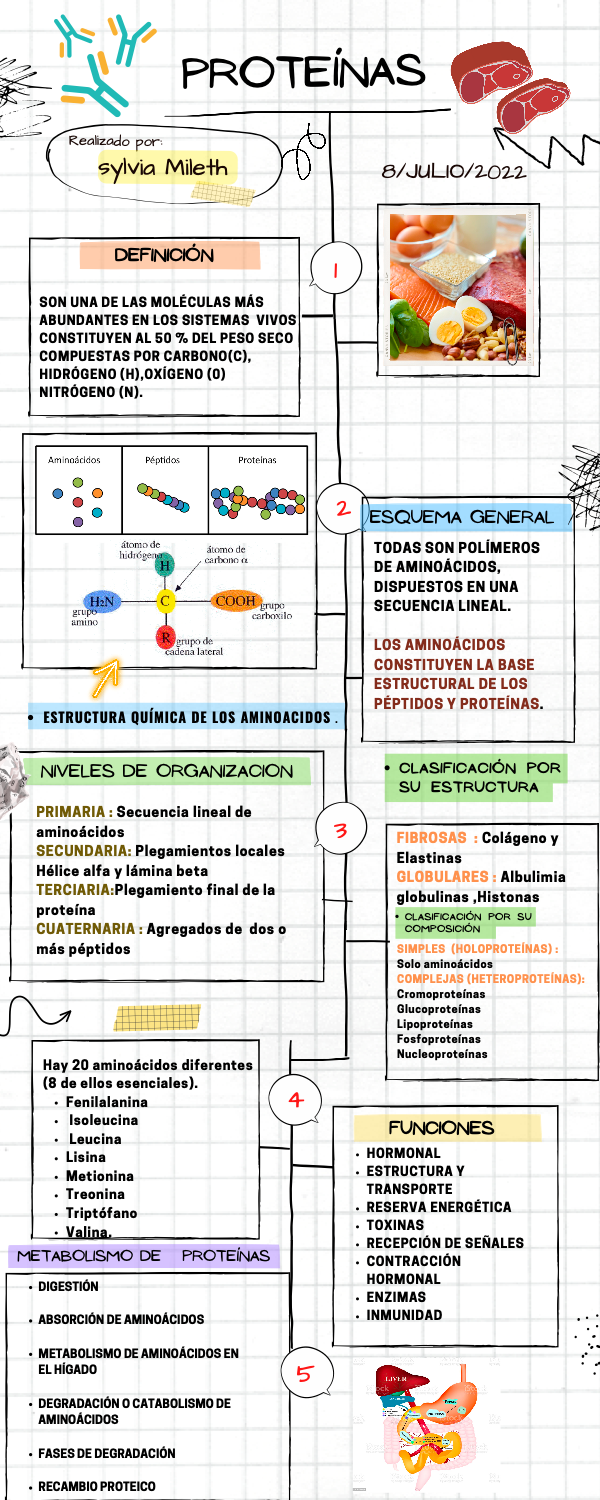 PROTEÍNAS
Realizado por:
sylvia Mileth
8/JULIO/2022
1
DEFINICIÓN
SON UNA DE LAS MOLÉCULAS MÁS
ABUNDANTES EN LOS SISTEMAS VIVOS
CONSTITUYEN AL 50 % DEL PESO SECO
COMPUESTAS POR CARBONO(C),
HIDRÓGENO (H),OXÍGENO (O)
NITRÓGENO (N).
Aminoácidos Péptidos Proteinas
átomo de
hidrógeno
átomo de
carbono α
H
H2N C COOH
grupo
amino
grupo
carboxilo
R
grupo de
cadena lateral
• ESTRUCTURA QUÍMICA DE LOS AMINOACIDOS .
2
ESQUEMA GENERAL
TODAS SON POLÍMEROS
DE AMINOÁCIDOS,
DISPUESTOS EN UNA
SECUENCIA LINEAL.
LOS AMINOÁCIDOS
CONSTITUYEN LA BASE
ESTRUCTURAL DE LOS
PÉPTIDOS Y PROTEÍNAS.
NIVELES DE ORGANIZACION
PRIMARIA : Secuencia lineal de
aminoácidos
SECUNDARIA: Plegamientos locales
Hélice alfa y lámina beta
TERCIARIA:Plegamiento final de la
proteína
CUATERNARIA : Agregados de dos o
más péptidos
3
• CLASIFICACIÓN POR
SU ESTRUCTURA
FIBROSAS : Colágeno y
Elastinas
GLOBULARES : Albulimia
globulinas ,Histonas
• CLASIFICACIÓN POR SU
COMPOSICIÓN
SIMPLES (HOLOPROTEÍNAS) :
Solo aminoácidos
COMPLEJAS (HETEROPROTEÍNAS):
Cromoproteínas
Glucoproteínas
Lipoproteínas
Fosfoproteínas
Nucleoproteínas
Hay 20 aminoácidos diferentes
(8 de ellos esenciales).
• Fenilalanina
• Isoleucina
• Leucina
• Lisina
• Metionina
• Treonina
• Triptófano
• Valina.
4
FUNCIONES
• HORMONAL
• ESTRUCTURA Y
TRANSPORTE
• RESERVA ENERGÉTICA
• TOXINAS
• RECEPCIÓN DE SEÑALES
• CONTRACCIÓN
HORMONAL
• ENZIMAS
• INMUNIDAD
METABOLISMO DE PROTEÍNAS
• DIGESTIÓN
• ABSORCIÓN DE AMINOÁCIDOS
• METABOLISMO DE AMINOÁCIDOS EN
EL HÍGADO
• DEGRADACIÓN O CATABOLISMO DE
AMINOÁCIDOS
• FASES DE DEGRADACIÓN
• RECAMBIO PROTEICO
5
LIVER